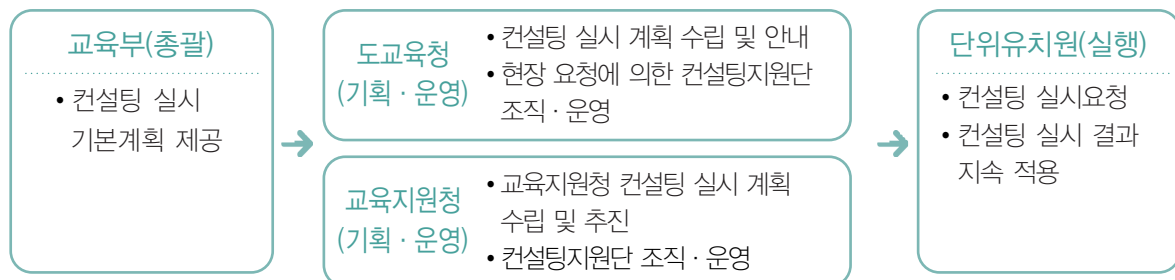 교육부(총괄)
• 컨설팅 실시
기본계획 제공
도교육청
(기획 · 운영)
• 컨설팅 실시 계획 수립 및 안내
• 현장 요청에 의한 컨설팅지원단
조직 · 운영
교육지원청
(기획 · 운영)
• 교육지원청 컨설팅 실시 계획
수립 및 추진
• 컨설팅지원단 조직 · 운영
단위유치원(실행)
• 컨설팅 실시요청
• 컨설팅 실시 결과
지속 적용